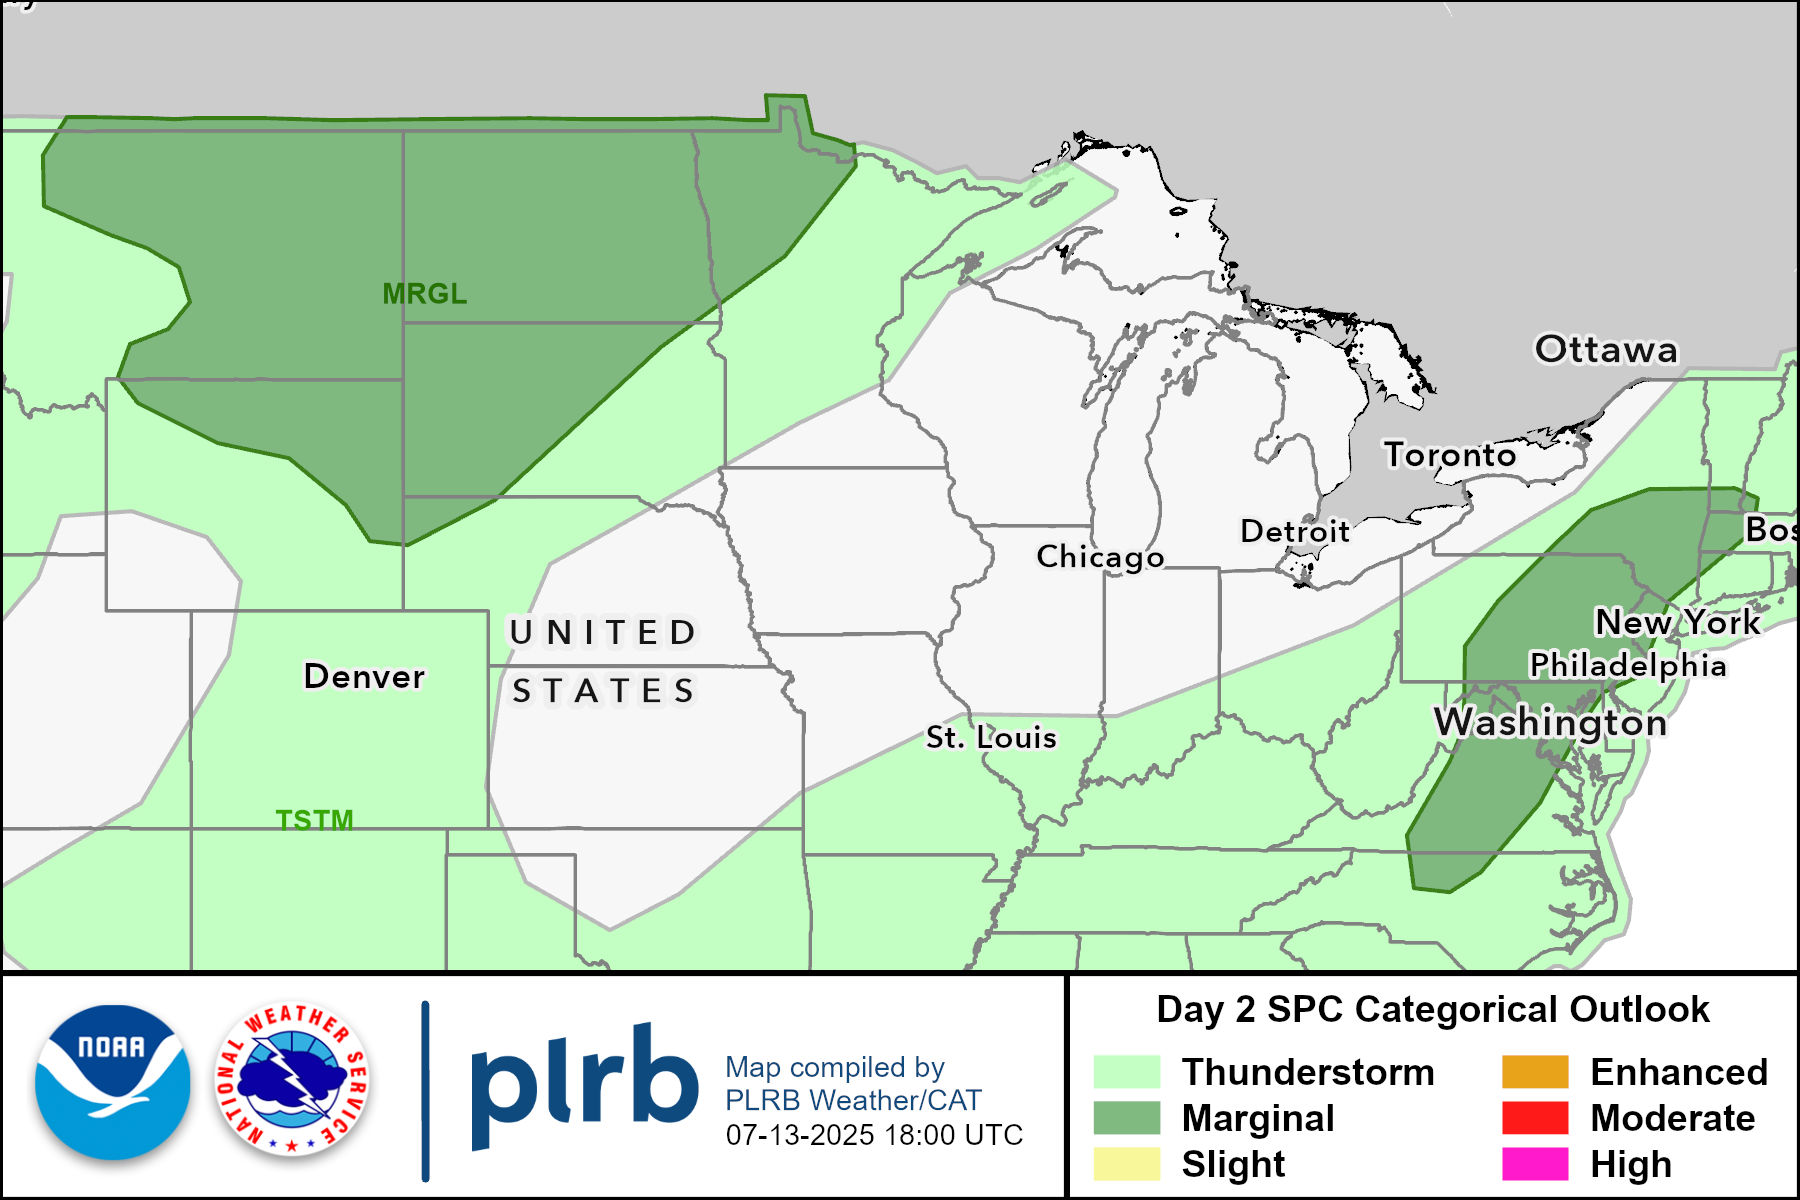 MRGL
Ottawa
Toronto
Bos
Detroit
Chicago
New York
UNITED
Philadelphia
Denver
STATES
Washington
St. Louis
TSTM
NOAA
NATIONAL WEATHER SERVICE
plrb
Map compiled by
PLRB Weather/CAT
07-13-2025 18:00 UTC
Day 2 SPC Categorical Outlook
Thunderstorm
Marginal
Slight
Enhanced
Moderate
High